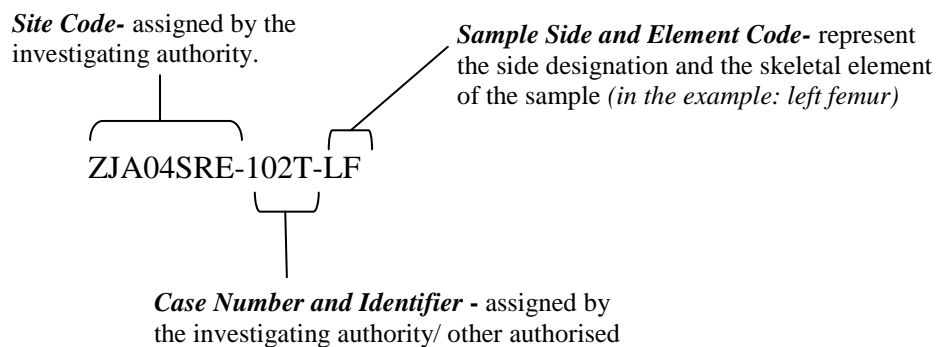 Site Code- assigned by the
investigating authority.
Sample Side and Element Code- represent
the side designation and the skeletal element
of the sample (in the example: left femur)
ZJA04SRE-102T-LF
Case Number and Identifier - assigned by
the investigating authority/ other authorised